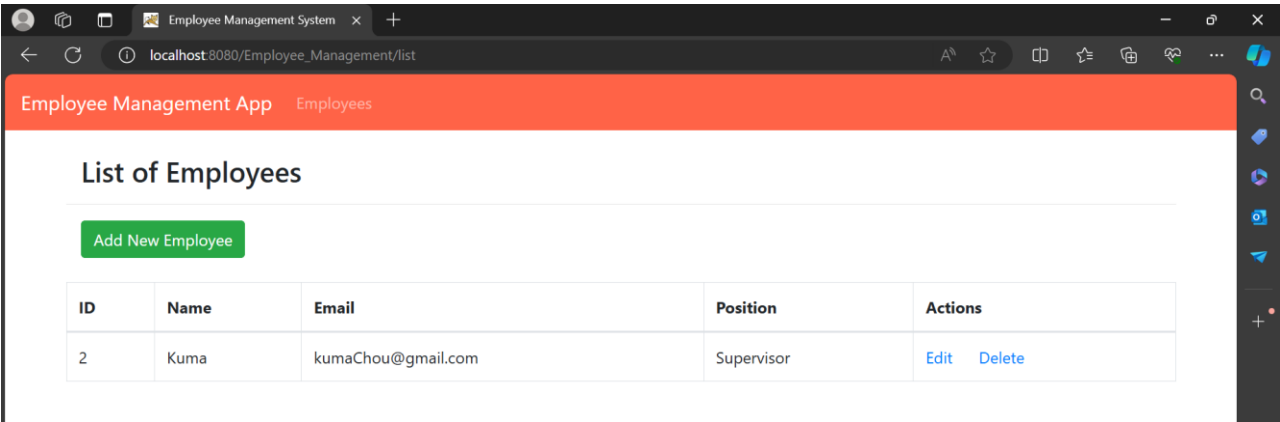 Employee Management System
localhost:8080/Employee_Management/list
Employee Management App Employees
List of Employees
Add New Employee
ID Name Email Position Actions
2 Kuma kumaChou@gmail.com Supervisor Edit Delete